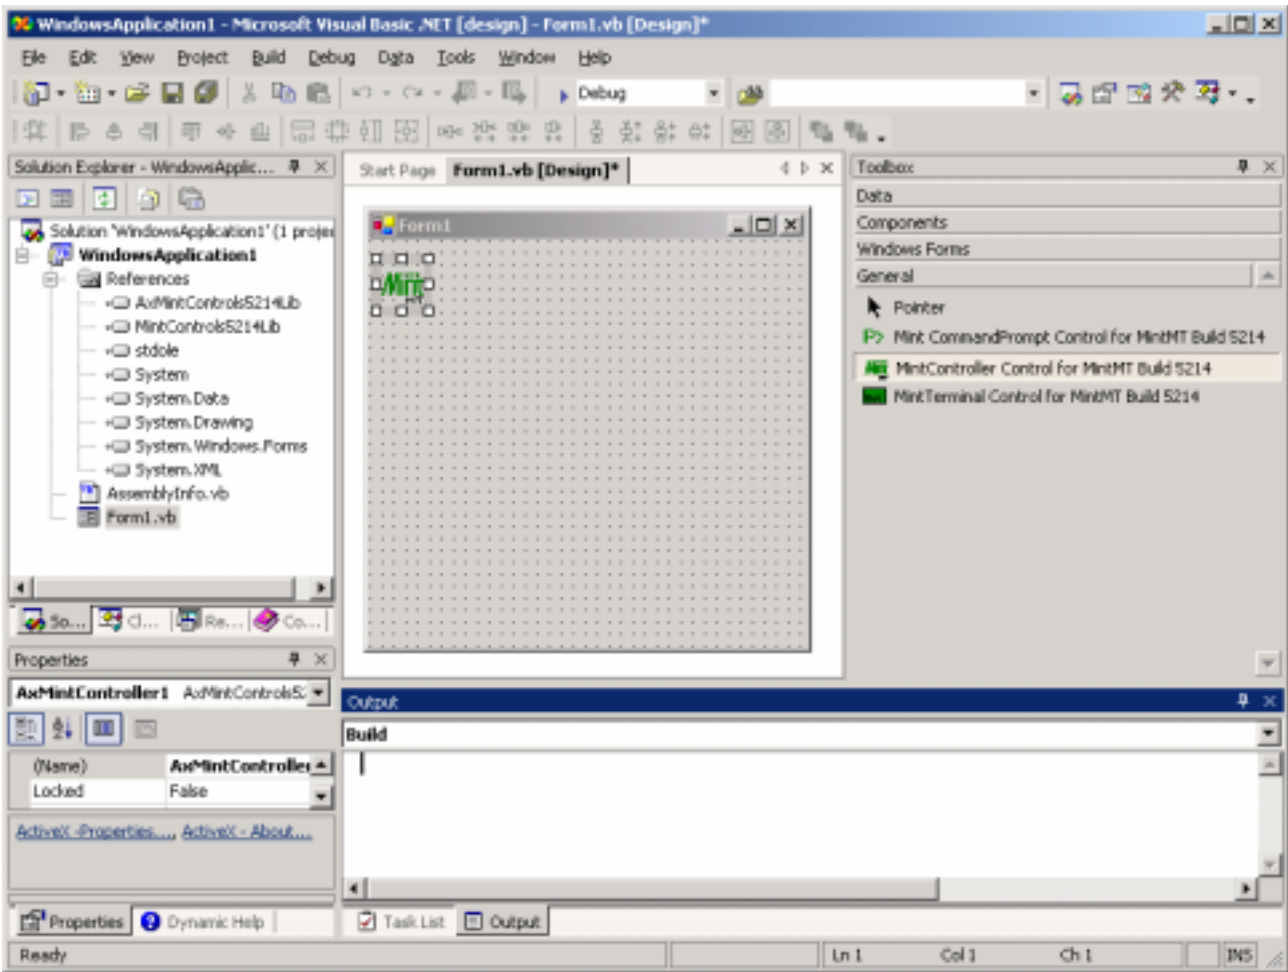 WindowsApplication1 - Microsoft Visual Basic .NET [design] - Form1.vb [Design]*
File Edit View Project Build Debug Data Tools Window Help
Debug
Solution Explorer - WindowsApplic...
Solution 'WindowsApplication1' (1 projec
WindowsApplication1
References
AxMintControls5214Lib
MintControls5214Lib
stdole
System
System.Data
System.Drawing
System.Windows.Forms
System.XML
AssemblyInfo.vb
Form1.vb
So... Cl... Re... Co...
Start Page Form1.vb [Design]*
Form1
Mint
Toolbox
Data
Components
Windows Forms
General
Pointer
Mint CommandPrompt Control for MintMT Build 5214
MintController Control for MintMT Build 5214
MintTerminal Control for MintMT Build 5214
Properties
AxMintController1 AxMintControls5
(Name) AxMintController
Locked False
ActiveX -Properties..., ActiveX - About...
Properties Dynamic Help
Output
Build
Task List Output
Ready Ln 1 Col 1 Ch 1 INS